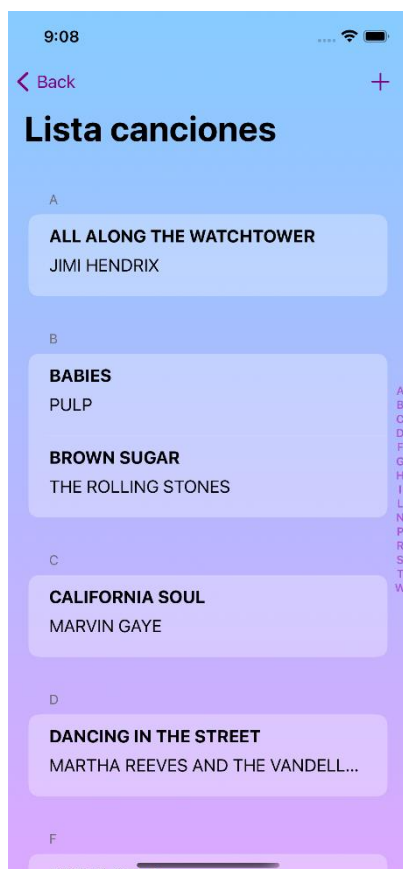 9:08
Back
+
Lista canciones
A
ALL ALONG THE WATCHTOWER
JIMI HENDRIX
B
BABIES
PULP
BROWN SUGAR
THE ROLLING STONES
C
CALIFORNIA SOUL
MARVIN GAYE
D
DANCING IN THE STREET
MARTHA REEVES AND THE VANDELL...
F
A
B
C
D
F
G
H
I
L
N
P
R
S
T
W